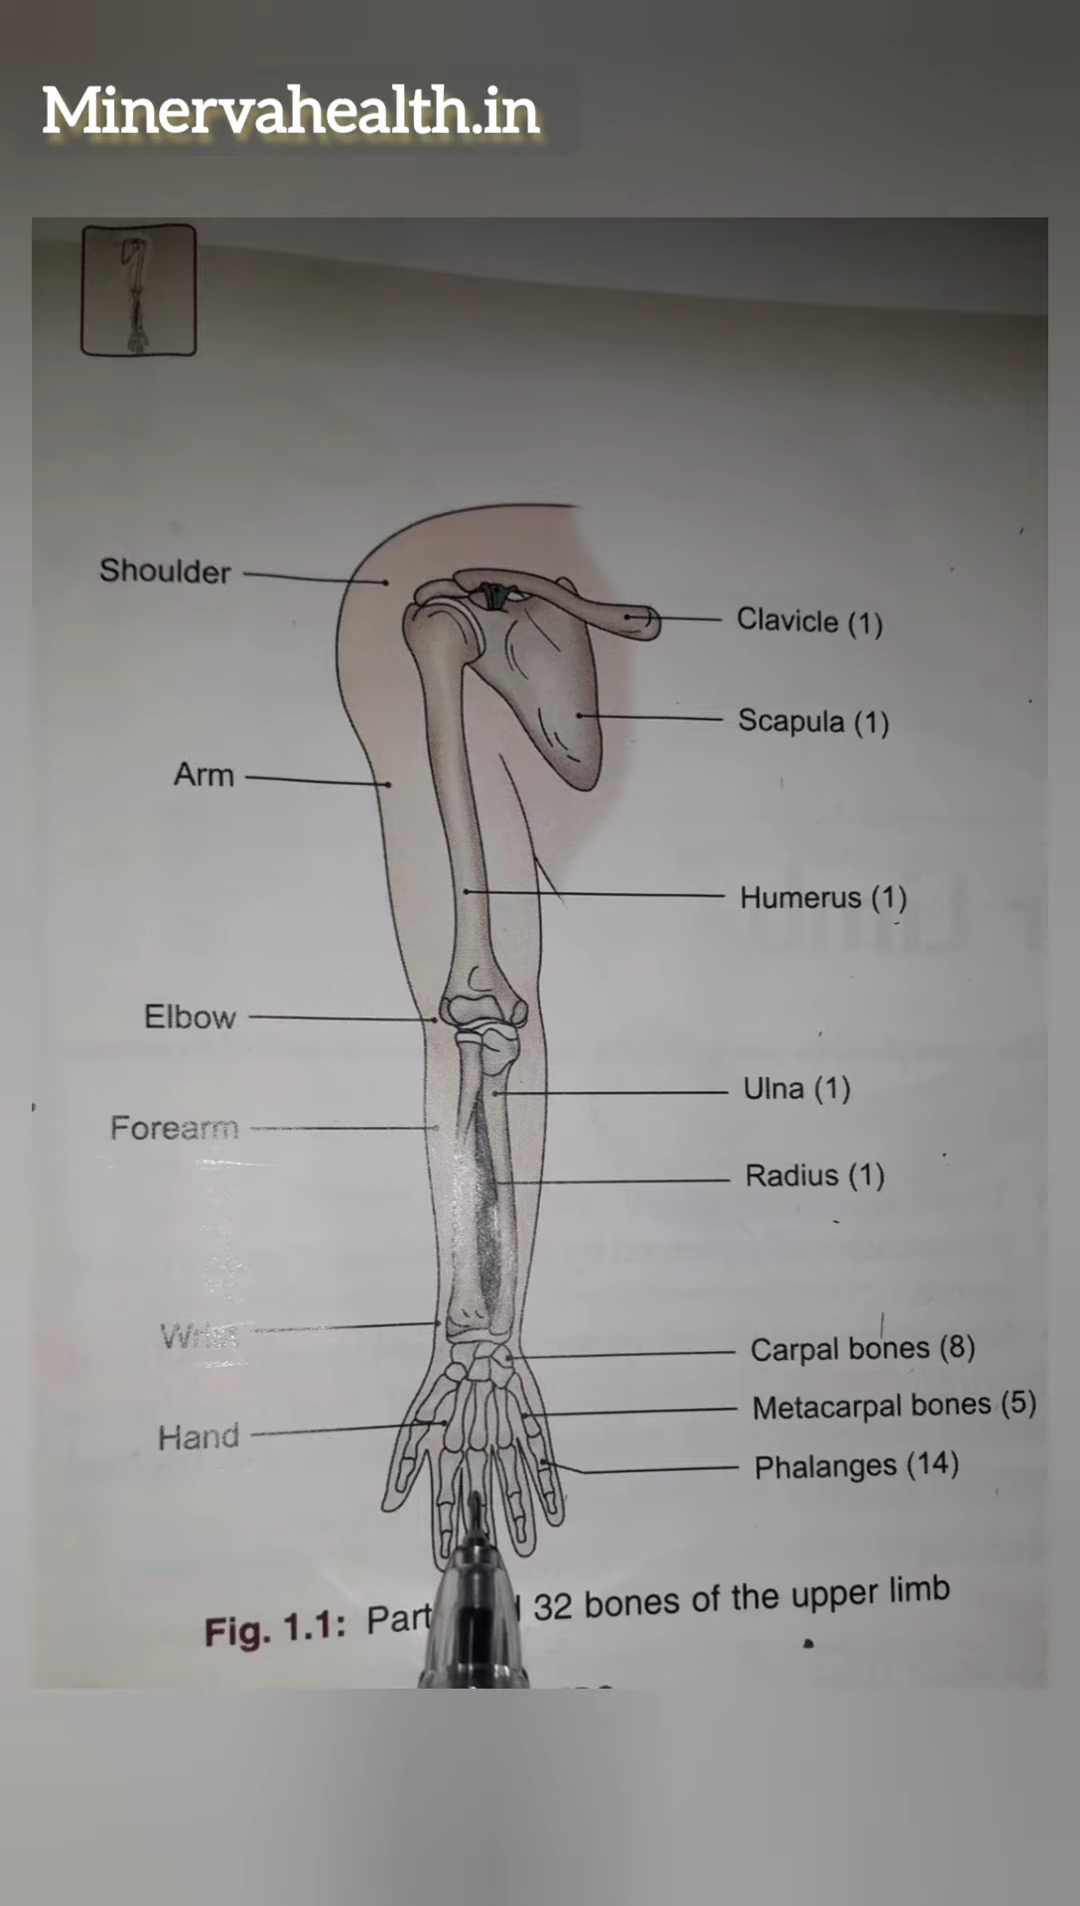 Minervahealth.in
Shoulder
Clavicle (1)
Scapula (1)
Arm
Humerus (1)
Elbow
Ulna (1)
Forearm
Radius (1)
Wrist
Carpal bones (8)
Metacarpal bones (5)
Hand
Phalanges (14)
Fig. 1.1: Part 32 bones of the upper limb